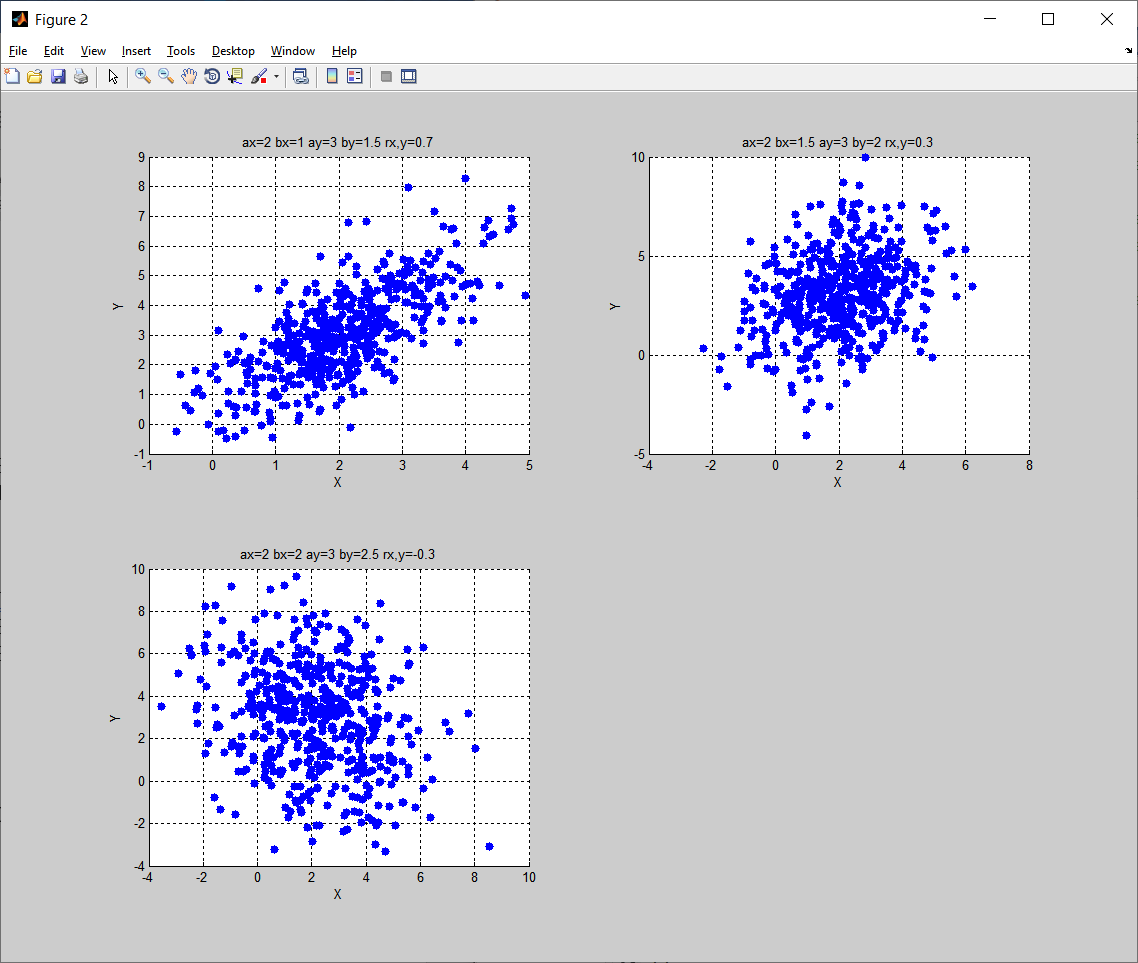 Figure 2
File Edit View Insert Tools Desktop Window Help
ax=2 bx=1 ay=3 by=1.5 rx,y=0.7
9
8
7
6
5
4
3
2
1
0
-1
Y
-1 0 1 2 3 4 5
X
ax=2 bx=1.5 ay=3 by=2 rx,y=0.3
10
5
0
-5
Y
-4 -2 0 2 4 6 8
X
ax=2 bx=2 ay=3 by=2.5 rx,y=-0.3
10
8
6
4
2
0
-2
-4
Y
-4 -2 0 2 4 6 8 10
X